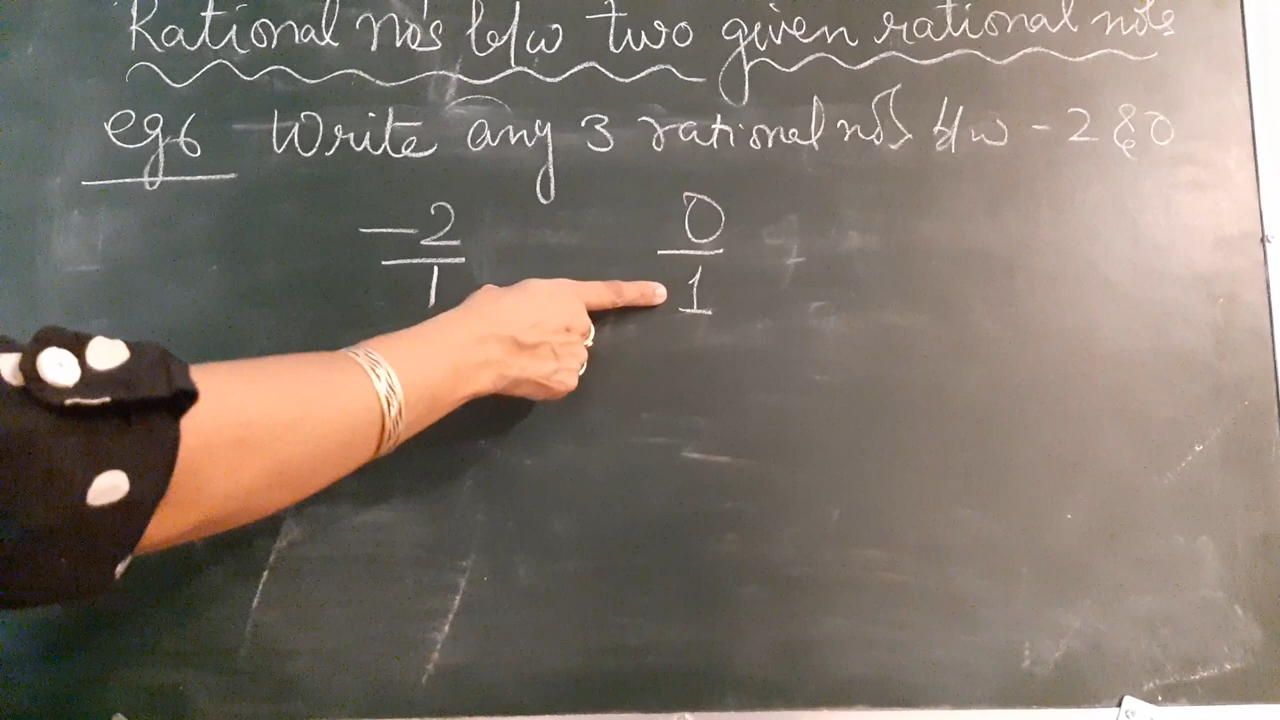 Rational no's b/w two given rational no's
eg6 Write any 3 rational no's b/w - 2 & 0
-2/1 0/1